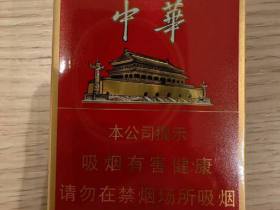 中華
本公司提示
吸烟有害健康
请勿在禁烟场所吸烟